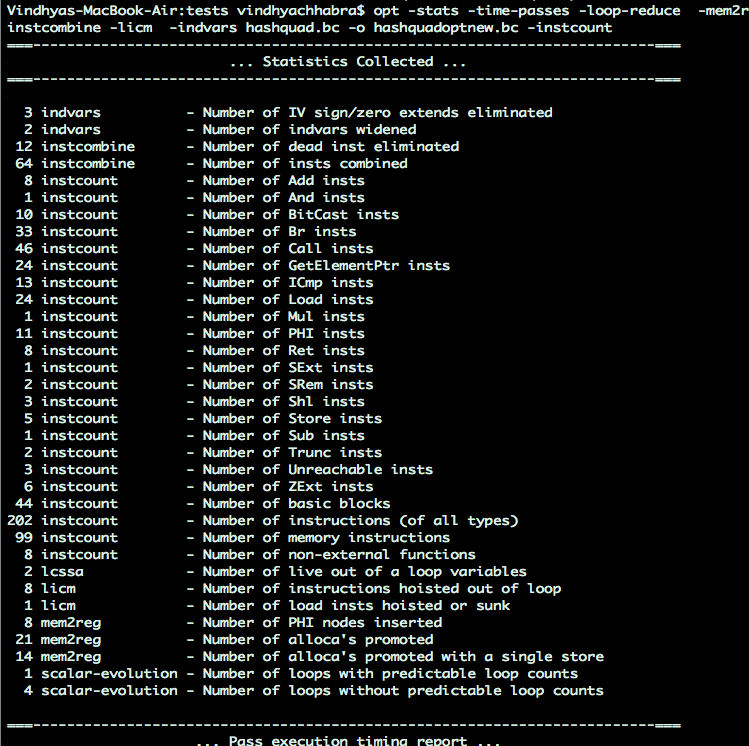 Vindhyas-MacBook-Air:tests vindhyachhabra$ opt -stats -time-passes -loop-reduce  -mem2r
instcombine -licm  -indvars hashquad.bc -o hashquadoptnew.bc -instcount
===-------------------------------------------------------------------------===
                          ... Statistics Collected ...
===-------------------------------------------------------------------------===
  3 indvars          - Number of IV sign/zero extends eliminated
  2 indvars          - Number of indvars widened
 12 instcombine      - Number of dead inst eliminated
 64 instcombine      - Number of insts combined
  8 instcount        - Number of Add insts
  1 instcount        - Number of And insts
 10 instcount        - Number of BitCast insts
 33 instcount        - Number of Br insts
 46 instcount        - Number of Call insts
 24 instcount        - Number of GetElementPtr insts
 13 instcount        - Number of ICmp insts
 24 instcount        - Number of Load insts
  1 instcount        - Number of Mul insts
 11 instcount        - Number of PHI insts
  8 instcount        - Number of Ret insts
  1 instcount        - Number of SExt insts
  2 instcount        - Number of SRem insts
  3 instcount        - Number of Shl insts
  5 instcount        - Number of Store insts
  1 instcount        - Number of Sub insts
  2 instcount        - Number of Trunc insts
  3 instcount        - Number of Unreachable insts
  6 instcount        - Number of ZExt insts
 44 instcount        - Number of basic blocks
202 instcount        - Number of instructions (of all types)
 99 instcount        - Number of memory instructions
  8 instcount        - Number of non-external functions
  2 lcssa            - Number of live out of a loop variables
  8 licm             - Number of instructions hoisted out of loop
  1 licm             - Number of load insts hoisted or sunk
  8 mem2reg          - Number of PHI nodes inserted
 21 mem2reg          - Number of alloca's promoted
 14 mem2reg          - Number of alloca's promoted with a single store
  1 scalar-evolution - Number of loops with predictable loop counts
  4 scalar-evolution - Number of loops without predictable loop counts
===-------------------------------------------------------------------------===
                      ... Pass execution timing report ...